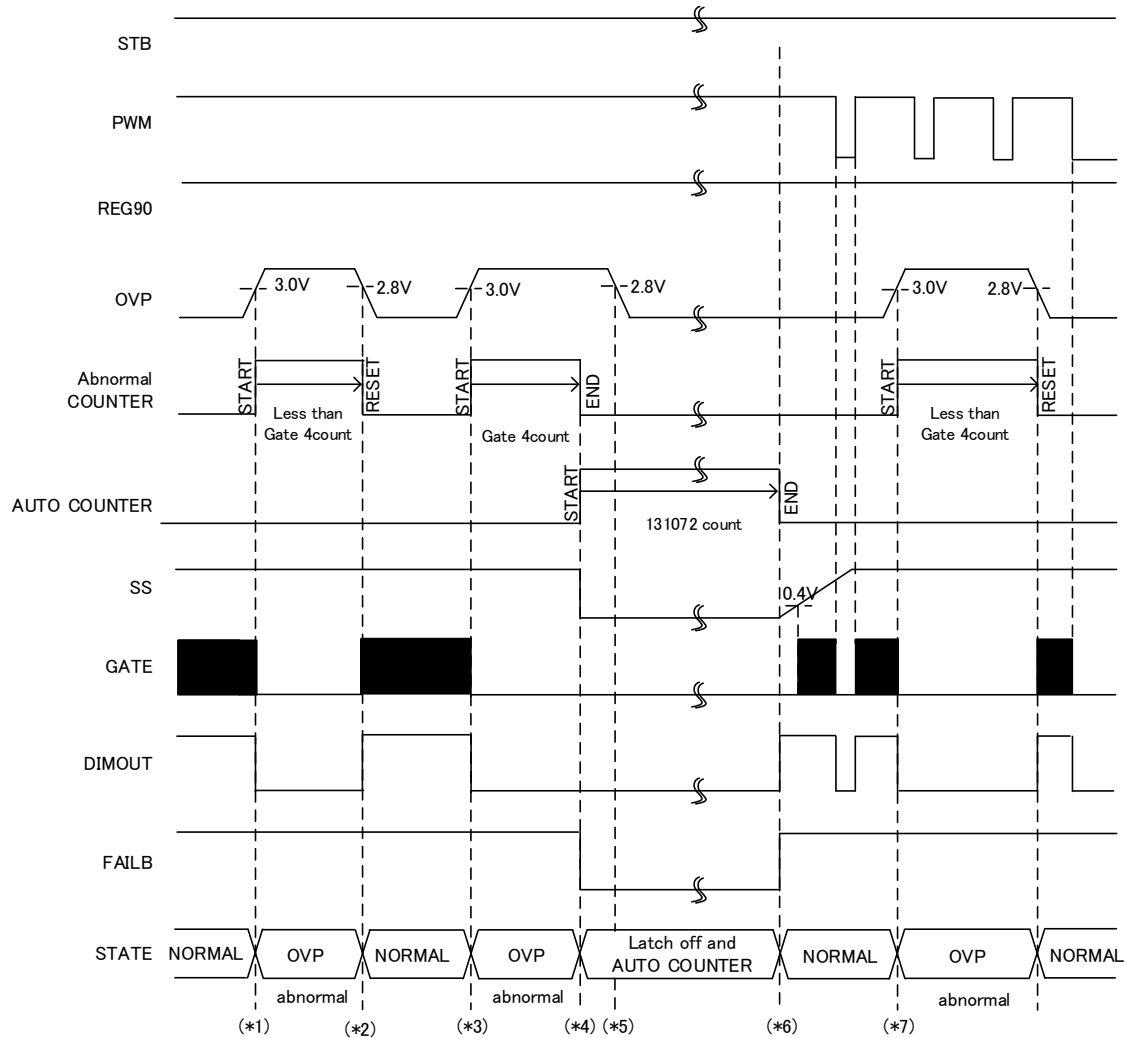 STB
PWM
REG90
OVP
3.0V
2.8V
3.0V
2.8V
3.0V
2.8V
Abnormal
COUNTER
START
RESET
START
END
START
RESET
Less than
Gate 4count
Gate 4count
Less than
Gate 4count
AUTO COUNTER
START
END
131072 count
SS
0.4V
GATE
DIMOUT
FAILB
STATE
NORMAL
OVP
NORMAL
OVP
Latch off and
AUTO COUNTER
NORMAL
OVP
NORMAL
abnormal
abnormal
abnormal
(*1)
(*2)
(*3)
(*4)
(*5)
(*6)
(*7)